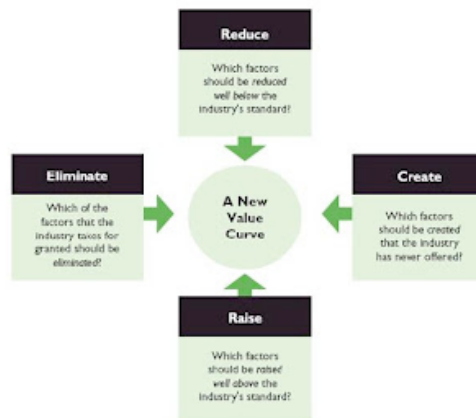 Reduce
Which factors
should be reduced
well below the
industry's standard?
Eliminate
Which of the
factors that the
industry takes for
granted should be
eliminated?
A New
Value
Curve
Create
Which factors
should be created
that the industry
has never offered?
Raise
Which factors
should be raised
well above the
industry's standard?